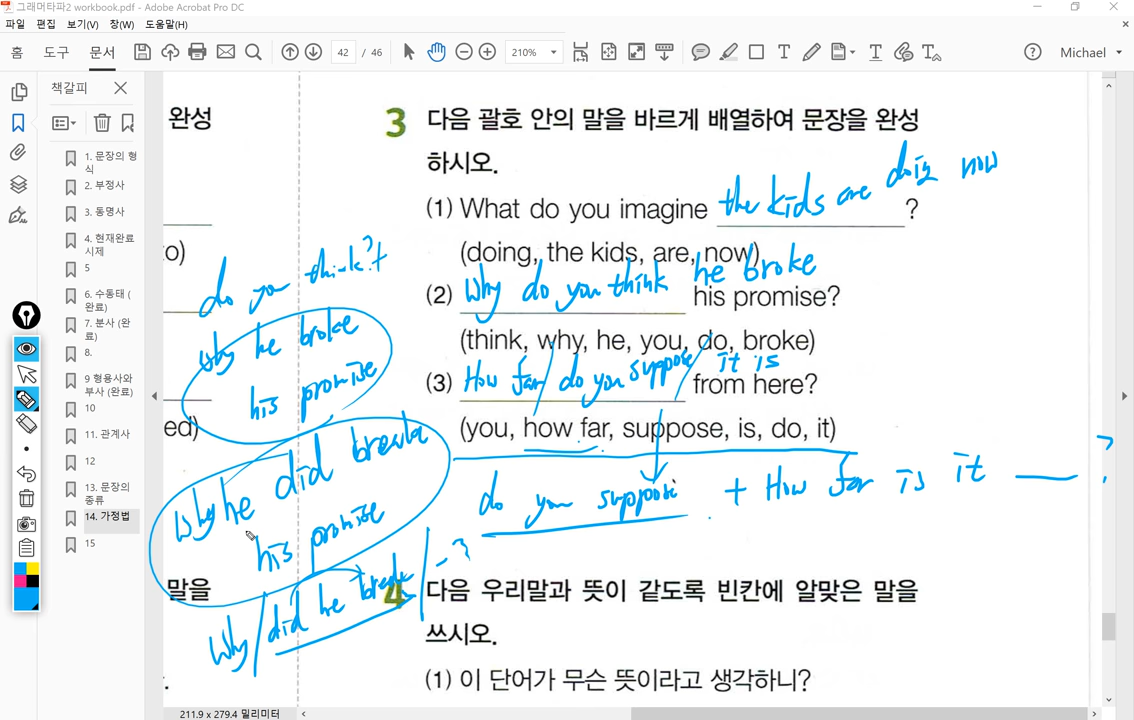 그래머타파2 workbook.pdf - Adobe Acrobat Pro DC
파일 편집 보기(V) 창(W) 도움말(H)
홈 도구 문서 42 / 46 210% Michael
책갈피
1. 문장의 형식
2. 부정사
3. 동명사
4. 현재완료시제
5
6. 수동태 (완료)
7. 분사 (완료)
8.
9 형용사와 부사 (완료)
10
11. 관계사
12
13. 문장의 종류
14. 가정법
15
완성
o)
ed)
말을
.
3 다음 괄호 안의 말을 바르게 배열하여 문장을 완성
하시오.
(1) What do you imagine the kids are doing now ?
(doing, the kids, are, now)
(2) Why do you think he broke his promise?
(think, why, he, you, do, broke)
(3) How far / do you suppose / it is from here?
(you, how far, suppose, is, do, it)
do you suppose + How far is it ?
do you think? +
why he broke
his promise
why he did break
his promise
why / did he break / ~?
4 다음 우리말과 뜻이 같도록 빈칸에 알맞은 말을
쓰시오.
(1) 이 단어가 무슨 뜻이라고 생각하니?
211.9 x 279.4 밀리미터